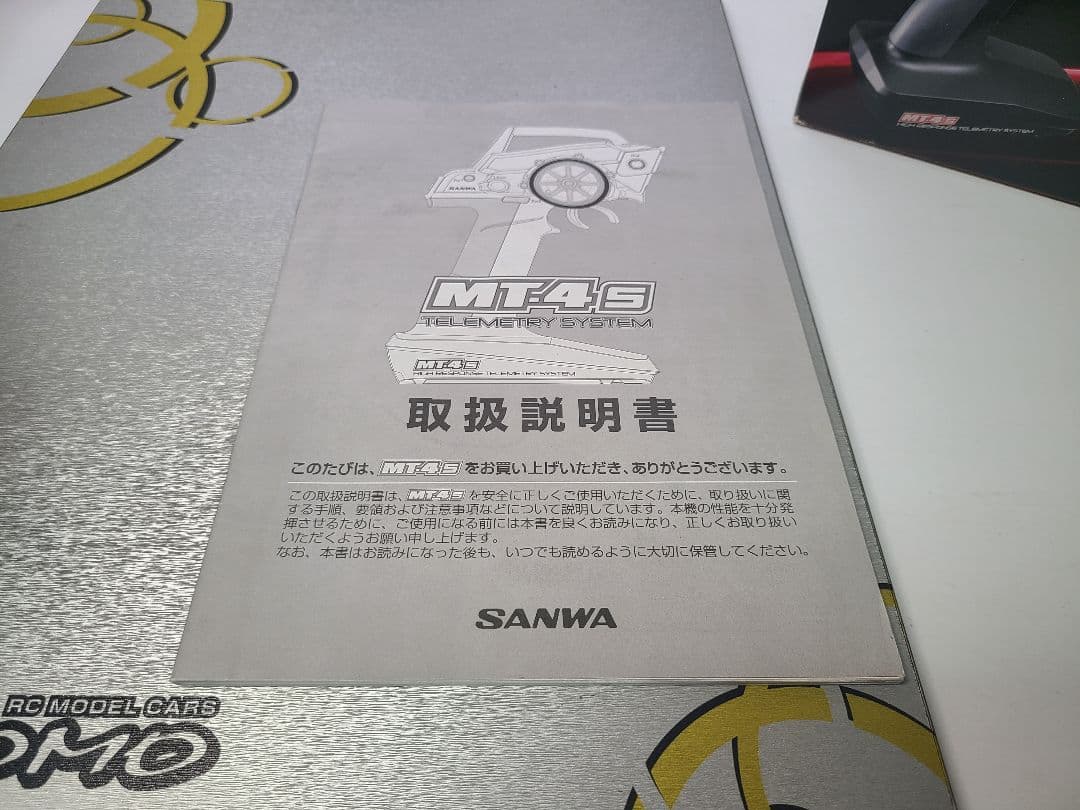 MT-4S
HIGH RESPONSE TELEMETRY SYSTEM
SANWA
MT-4S
TELEMETRY SYSTEM
MT-4S
HIGH RESPONSE TELEMETRY SYSTEM
取扱説明書
このたびは、MT-4Sをお買い上げいただき、ありがとうございます。
この取扱説明書は、MT-4Sを安全に正しくご使用いただくために、取り扱いに関
する手順、要領および注意事項などについて説明しています。本機の性能を十分発
揮させるために、ご使用になる前には本書を良くお読みになり、正しくお取り扱い
いただくようお願い申し上げます。
なお、本書はお読みになった後も、いつでも読めるように大切に保管してください。
SANWA
RC MODEL CARS
OMO